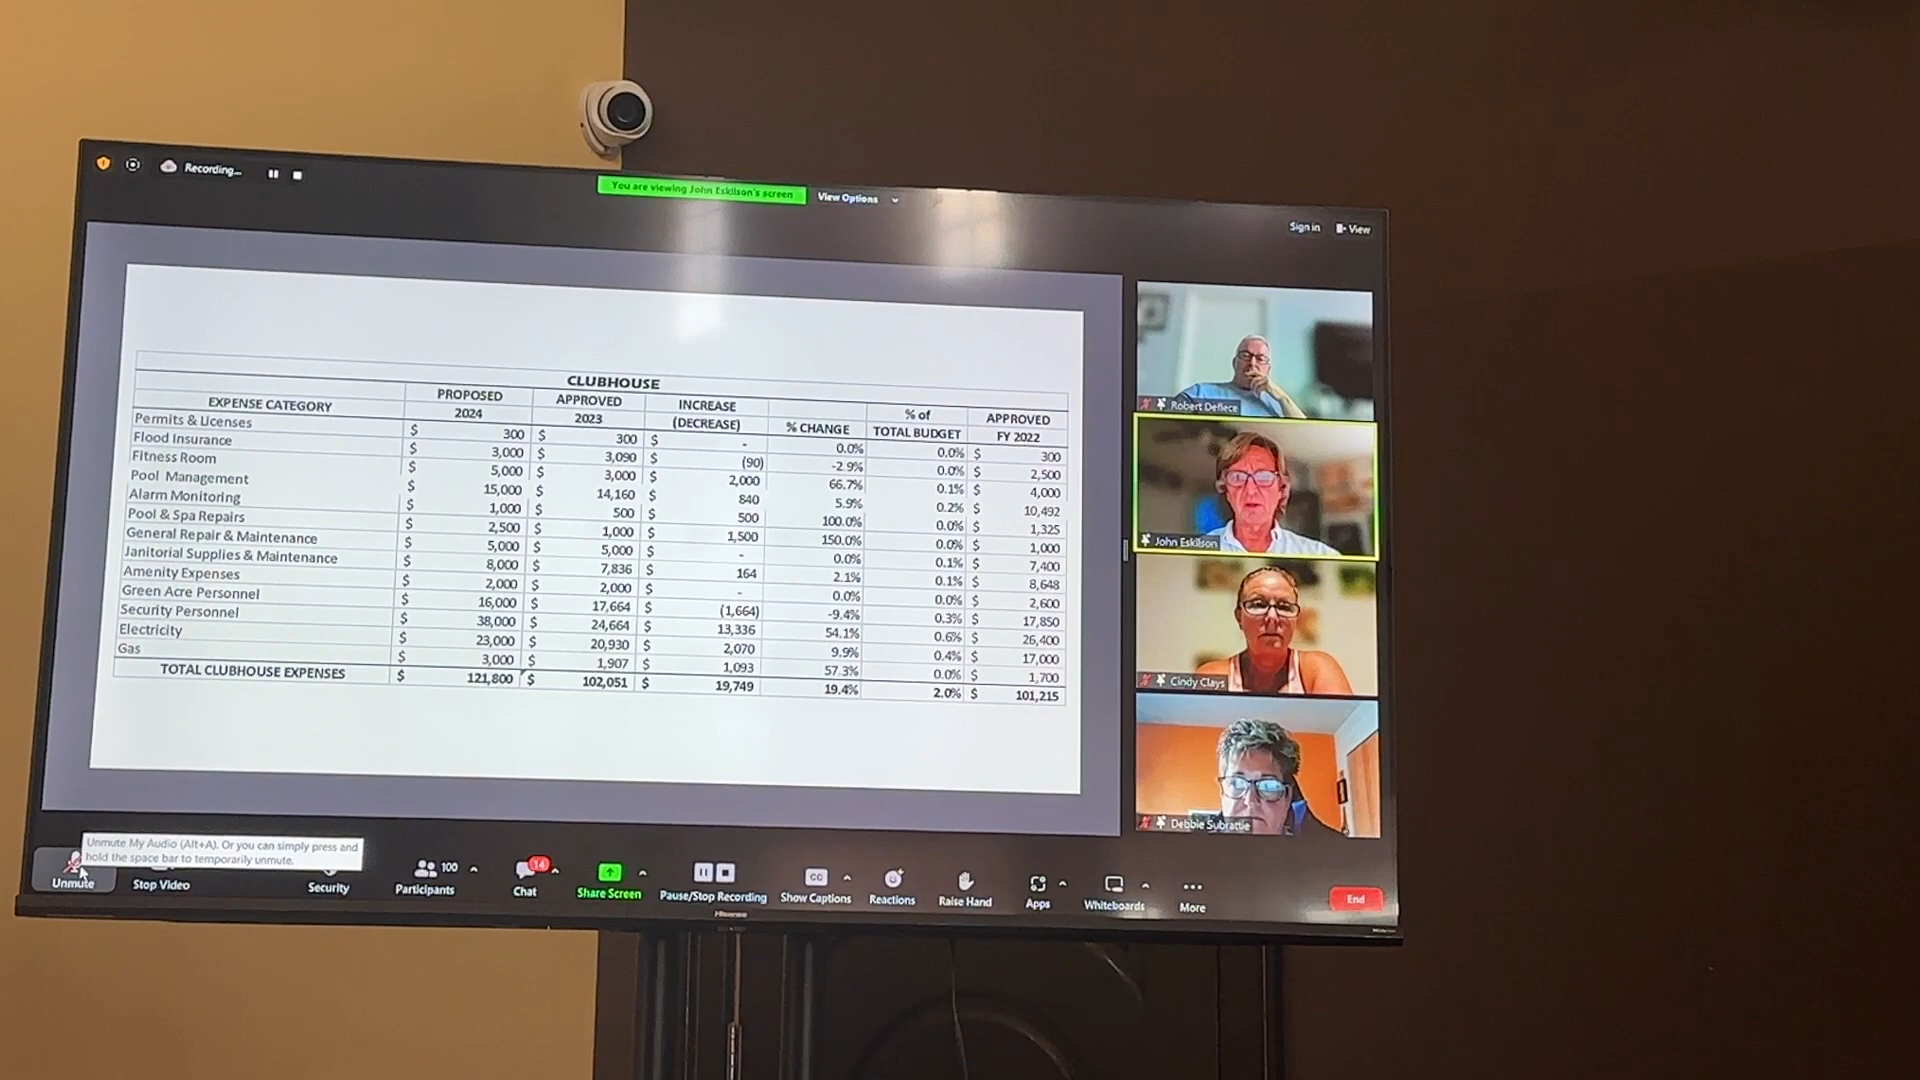 Recording...
You are viewing John Eskilson's screen
View Options
Sign in
View
CLUBHOUSE
EXPENSE CATEGORY PROPOSED 2024 APPROVED 2023 INCREASE (DECREASE) % CHANGE % of TOTAL BUDGET APPROVED FY 2022
Permits & Licenses $ 300 $ 300 $ - 0.0% 0.0% $ 300
Flood Insurance $ 3,000 $ 3,090 $ (90) -2.9% 0.0% $ 2,500
Fitness Room $ 5,000 $ 3,000 $ 2,000 66.7% 0.1% $ 4,000
Pool Management $ 15,000 $ 14,160 $ 840 5.9% 0.2% $ 10,492
Alarm Monitoring $ 1,000 $ 500 $ 500 100.0% 0.0% $ 1,325
Pool & Spa Repairs $ 2,500 $ 1,000 $ 1,500 150.0% 0.0% $ 1,000
General Repair & Maintenance $ 5,000 $ 5,000 $ - 0.0% 0.1% $ 7,400
Janitorial Supplies & Maintenance $ 8,000 $ 7,836 $ 164 2.1% 0.1% $ 8,648
Amenity Expenses $ 2,000 $ 2,000 $ - 0.0% 0.0% $ 2,600
Green Acre Personnel $ 16,000 $ 17,664 $ (1,664) -9.4% 0.3% $ 17,850
Security Personnel $ 38,000 $ 24,664 $ 13,336 54.1% 0.6% $ 26,400
Electricity $ 23,000 $ 20,930 $ 2,070 9.9% 0.4% $ 17,000
Gas $ 3,000 $ 1,907 $ 1,093 57.3% 0.0% $ 1,700
TOTAL CLUBHOUSE EXPENSES $ 121,800 $ 102,051 $ 19,749 19.4% 2.0% $ 101,215
Robert Defiece
John Eskilson
Cindy Clays
Debbie Subrattie
Unmute My Audio (Alt+A). Or you can simply press and
hold the space bar to temporarily unmute.
Unmute
Stop Video
Security
100
Participants
14
Chat
Share Screen
Pause/Stop Recording
CC
Show Captions
Reactions
Raise Hand
Apps
Whiteboards
More
End
Hisense